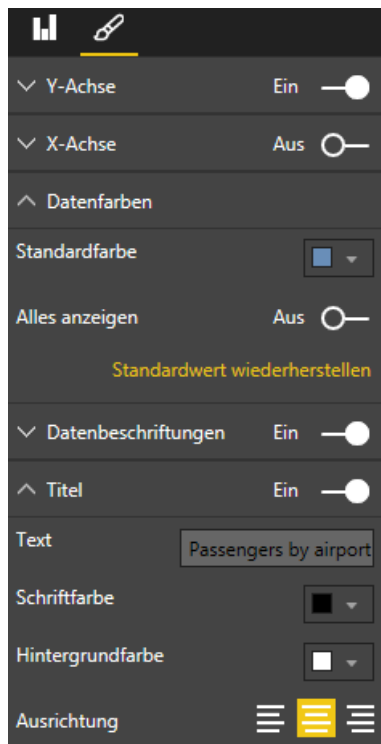 Y-Achse Ein
X-Achse Aus
Datenfarben
Standardfarbe
Alles anzeigen Aus
Standardwert wiederherstellen
Datenbeschriftungen Ein
Titel Ein
Text Passengers by airport
Schriftfarbe
Hintergrundfarbe
Ausrichtung